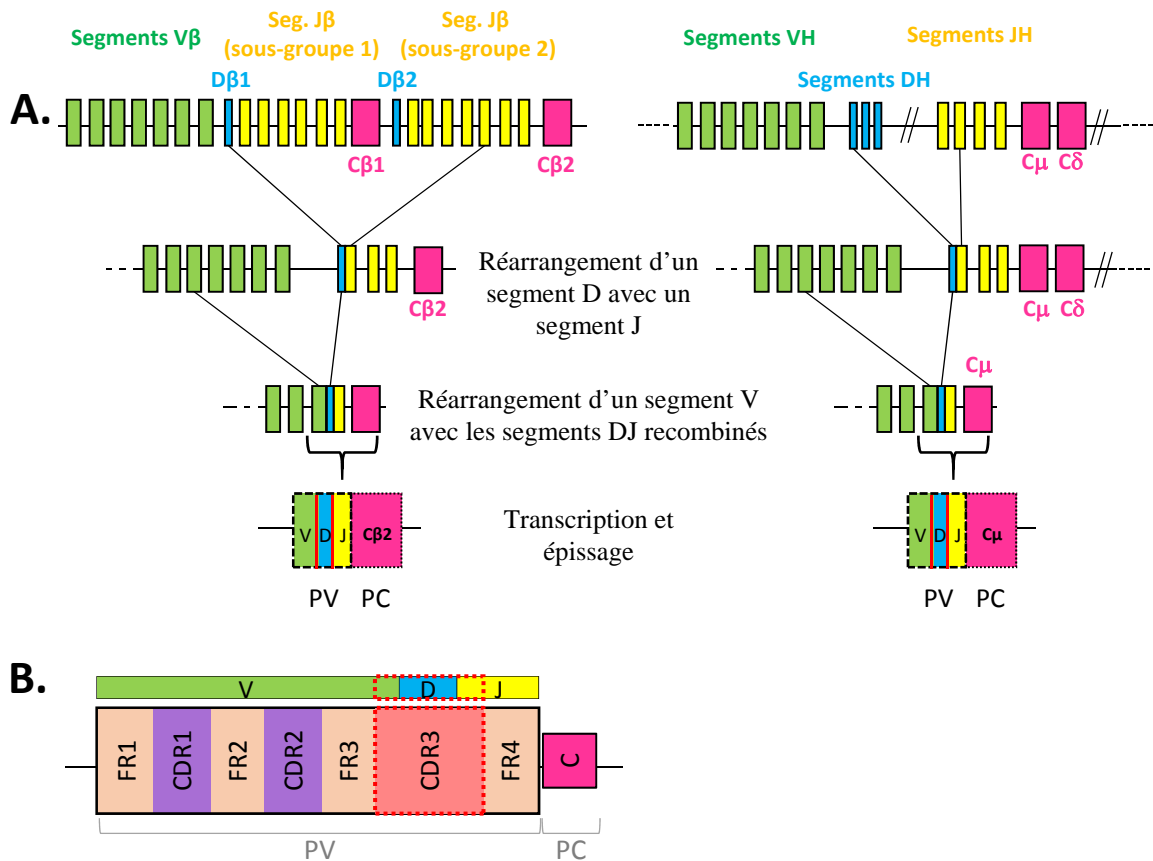 A.
Segments Vβ
Seg. Jβ
(sous-groupe 1)
Seg. Jβ
(sous-groupe 2)
Dβ1
Dβ2
Cβ1
Cβ2
Segments VH
Segments JH
Segments DH
Cμ
Cδ
Cβ2
Réarrangement d’un
segment D avec un
segment J
Cμ
Cδ
Réarrangement d’un segment V
avec les segments DJ recombinés
Cμ
V
D
J
Cβ2
PV
PC
Transcription et
épissage
V
D
J
Cμ
PV
PC
B.
V
D
J
FR1
CDR1
FR2
CDR2
FR3
CDR3
FR4
C
PV
PC